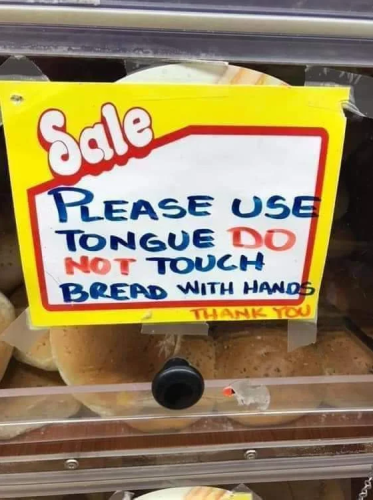 Sale
PLEASE USE
TONGUE DO
NOT TOUCH
BREAD WITH HANDS
THANK YOU